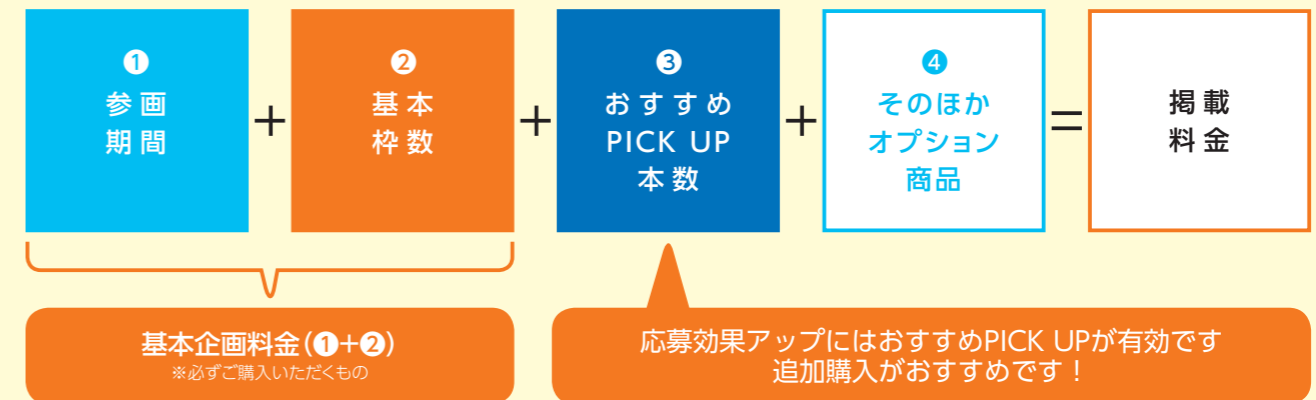 ❶
参画
期間
+
❷
基本
枠数
+
❸
おすすめ
PICK UP
本数
+
❹
そのほか
オプション
商品
=
掲載
料金
基本企画料金(❶+❷)
※必ずご購入いただくもの
応募効果アップにはおすすめPICK UPが有効です
追加購入がおすすめです！